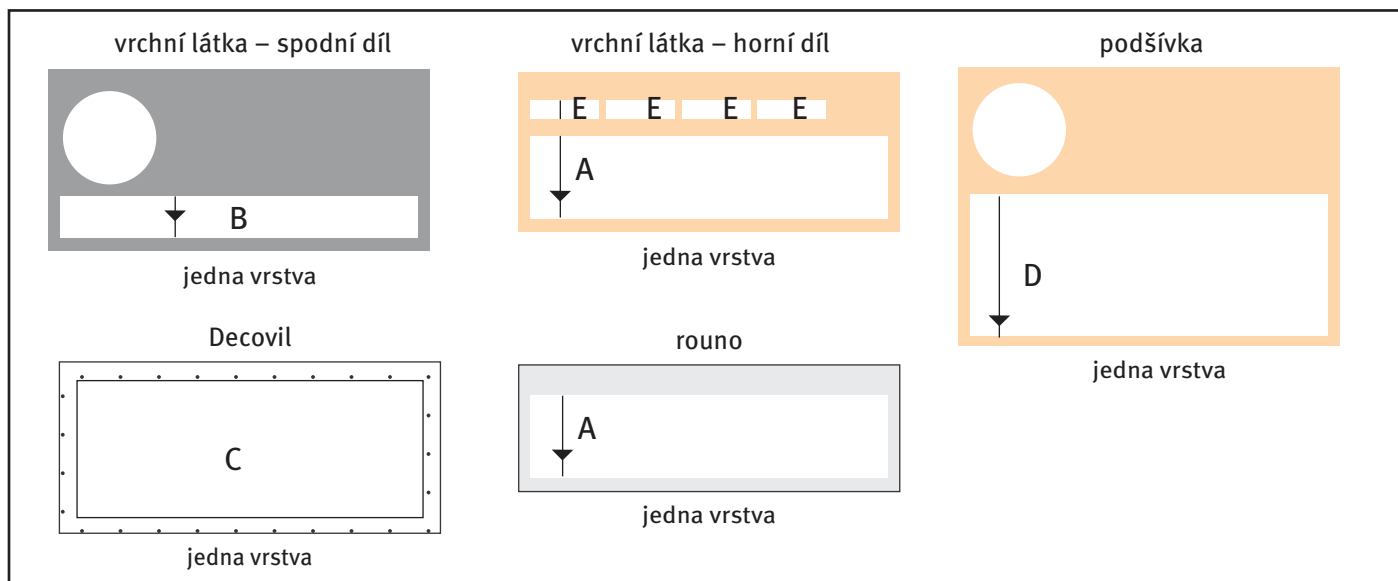 vrchní látka – spodní díl
B
jedna vrstva
vrchní látka – horní díl
E E E E
A
jedna vrstva
podšívka
D
jedna vrstva
Decovil
C
jedna vrstva
rouno
A
jedna vrstva